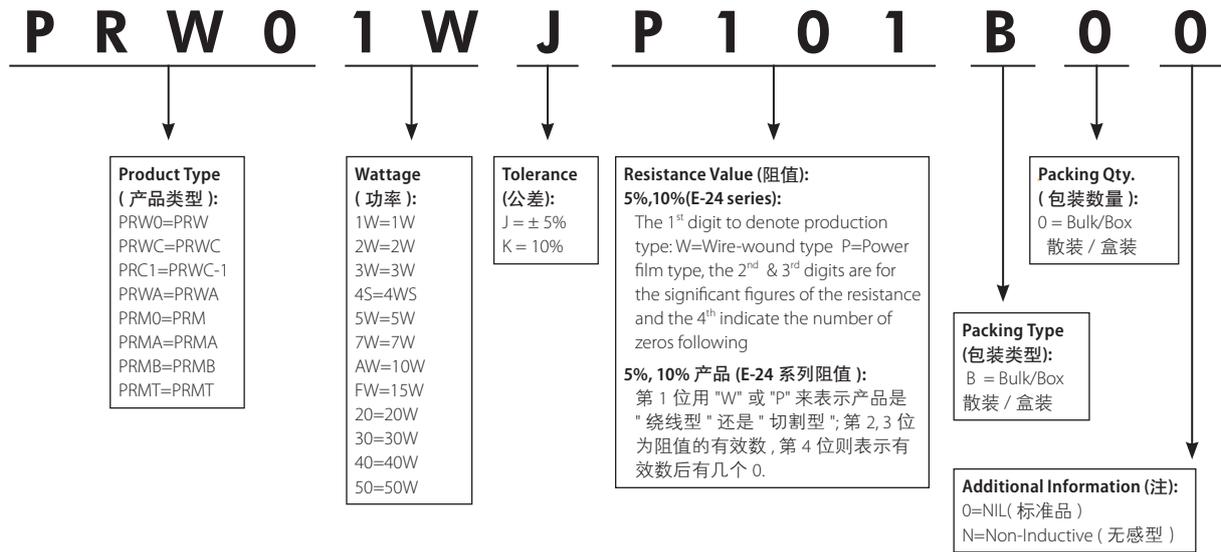 P R W 0 1 W J P 1 0 1 B 0 0
Product Type
( 产品类型 ):
PRW0=PRW
PRWC=PRWC
PRC1=PRWC-1
PRWA=PRWA
PRM0=PRM
PRMA=PRMA
PRMB=PRMB
PRMT=PRMT
Wattage
( 功率 ):
1W=1W
2W=2W
3W=3W
4S=4WS
5W=5W
7W=7W
AW=10W
FW=15W
20=20W
30=30W
40=40W
50=50W
Tolerance
(公差):
J = ± 5%
K = 10%
Resistance Value (阻值):
5%,10%(E-24 series):
The 1st digit to denote production
type: W=Wire-wound type P=Power
film type, the 2nd & 3rd digits are for
the significant figures of the resistance
and the 4th indicate the number of
zeros following
5%, 10% 产品 (E-24 系列阻值 ):
第 1 位用 "W" 或 "P" 来表示产品是
" 绕线型 " 还是 " 切割型 "; 第 2, 3 位
为阻值的有效数 , 第 4 位则表示有
效数后有几个 0.
Packing Qty.
( 包装数量 ):
0 = Bulk/Box
散装 / 盒装
Packing Type
(包装类型):
B = Bulk/Box
散装 / 盒装
Additional Information (注):
0=NIL( 标准品 )
N=Non-Inductive ( 无感型 )